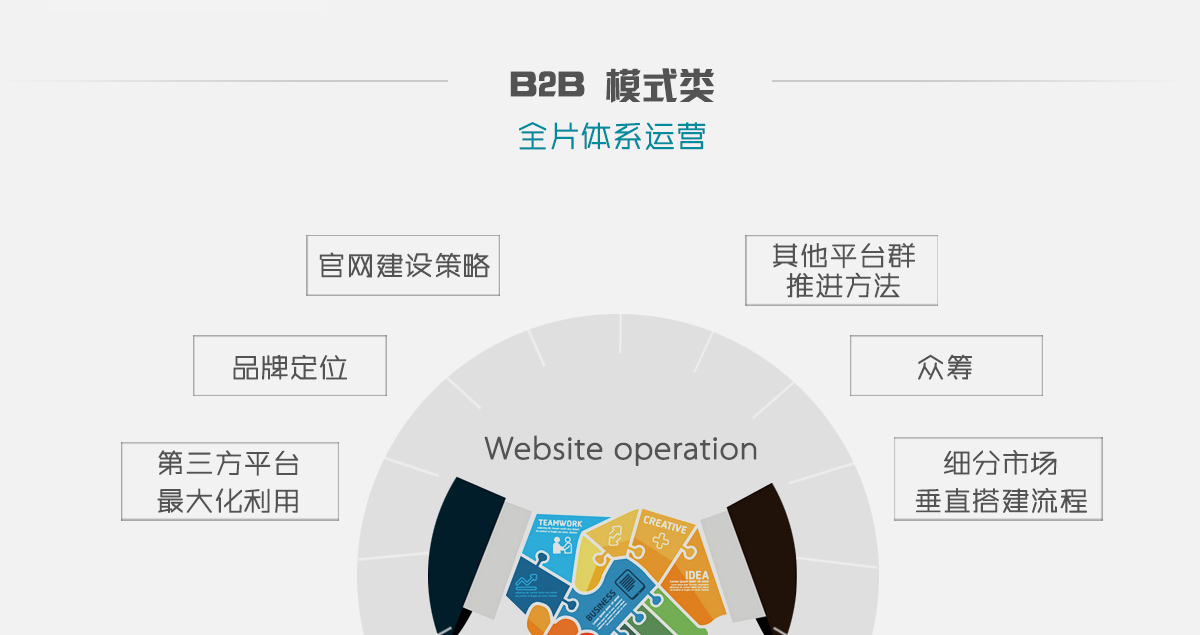 B2B 模式类
全片体系运营
官网建设策略
其他平台群
推进方法
品牌定位
众筹
Website operation
第三方平台
最大化利用
细分市场
垂直搭建流程
TEAMWORK
CREATIVE
IDEA
BUSINESS